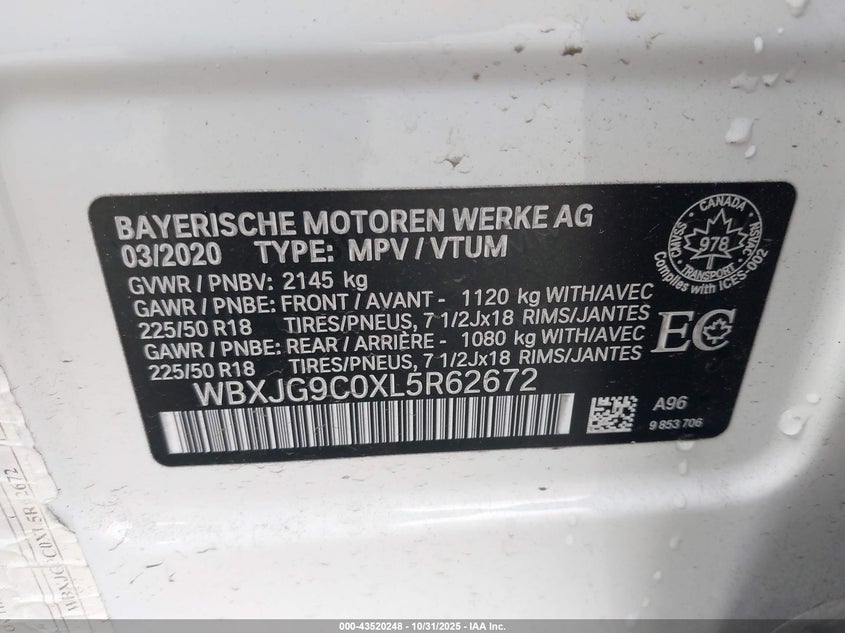 BAYERISCHE MOTOREN WERKE AG
03/2020 TYPE: MPV / VTUM
GVWR / PNBV: 2145 kg
GAWR / PNBE: FRONT / AVANT - 1120 kg WITH/AVEC
225/50 R18 TIRES/PNEUS, 7 1/2Jx18 RIMS/JANTES
GAWR / PNBE: REAR / ARRIÈRE - 1080 kg WITH/AVEC
225/50 R18 TIRES/PNEUS, 7 1/2Jx18 RIMS/JANTES
WBXJG9C0XL5R62672
CANADA
978
TRANSPORT
CMVSS
NSVAC
Complies with ICES-002
EC
A96
9 853 706
000-43520248 - 10/31/2025 - IAA Inc.